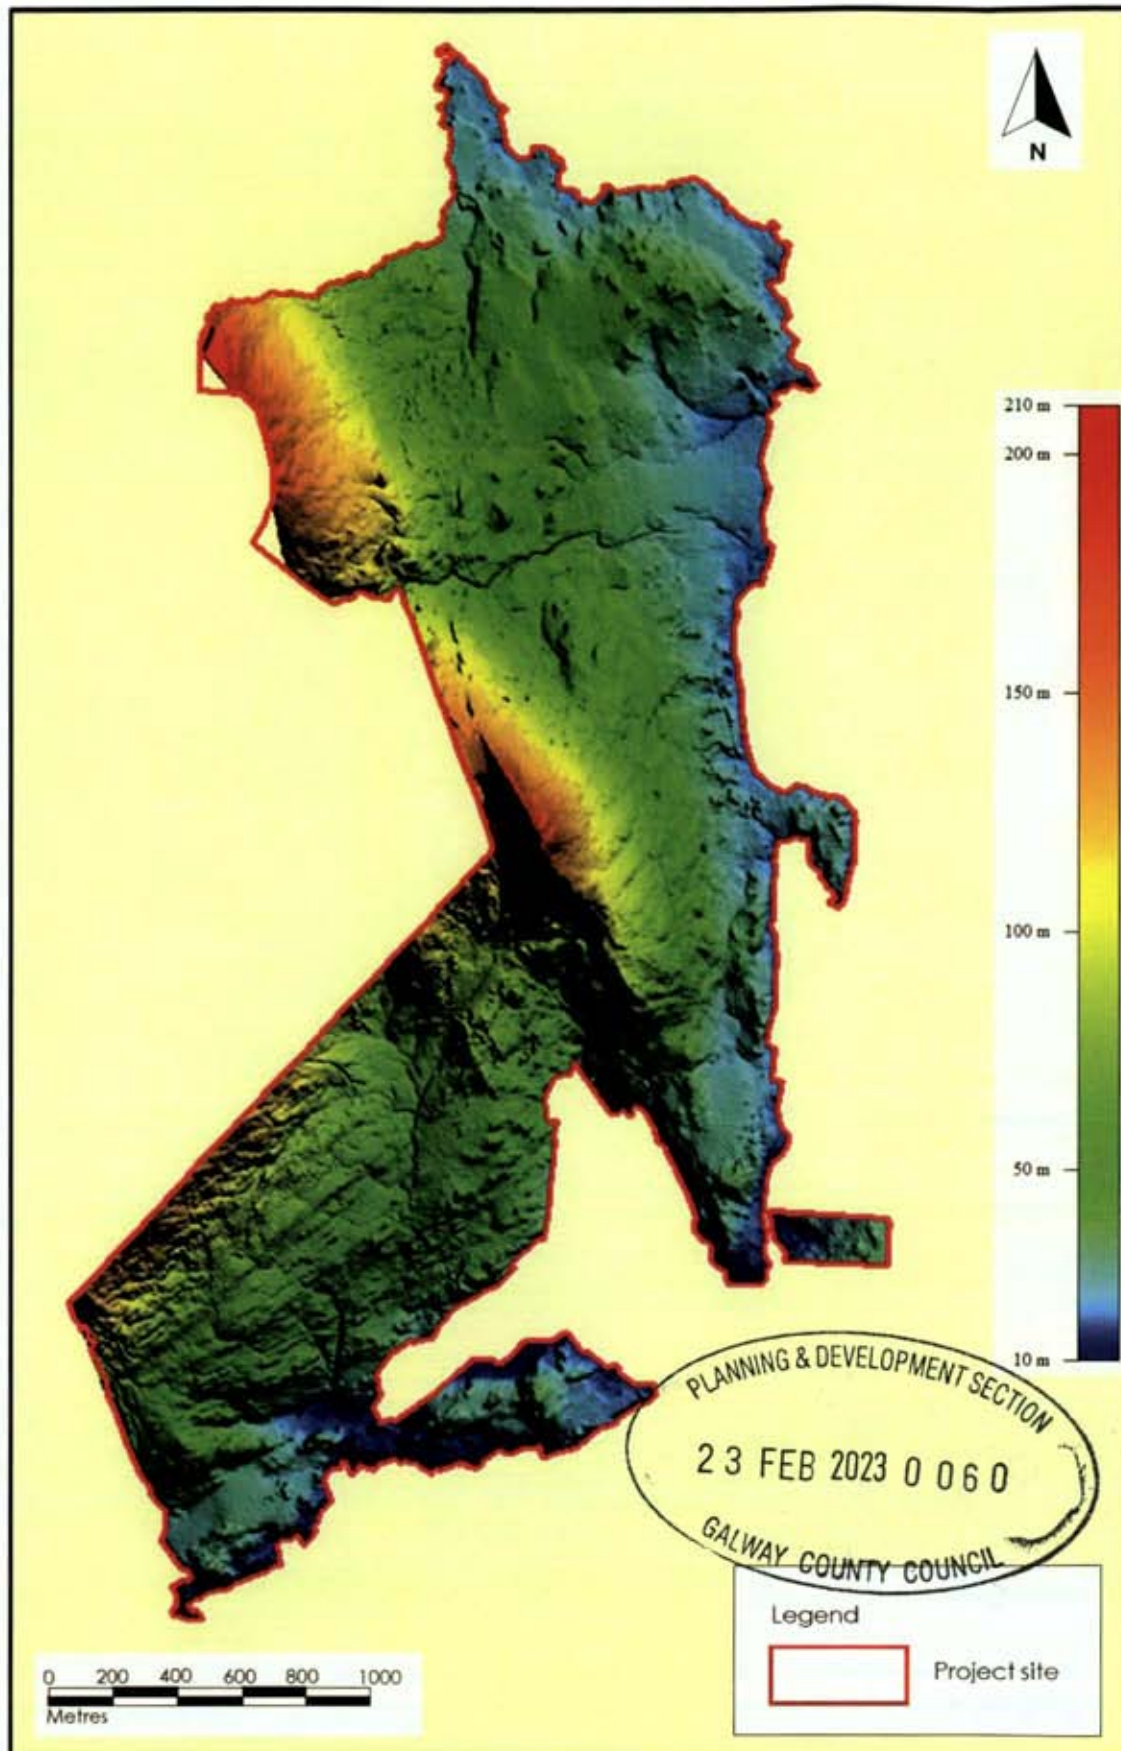 N
210 m
200 m
150 m
100 m
50 m
10 m
PLANNING & DEVELOPMENT SECTION
23 FEB 2023 0060
GALWAY COUNTY COUNCIL
Legend
Project site
0 200 400 600 800 1000
Metres